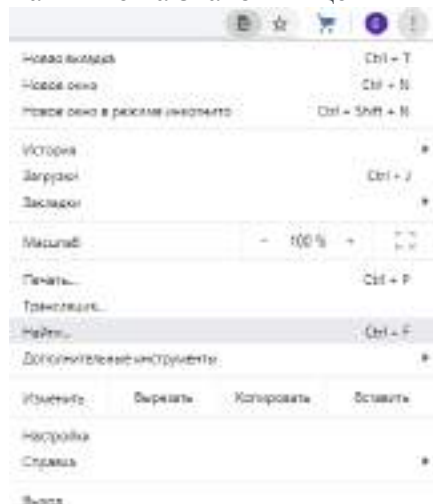 Новая вкладка Ctrl + T
Новое окно Ctrl + N
Новое окно в режиме инкогнито Ctrl + Shift + N
История
Загрузки Ctrl + J
Закладки
Масштаб - 100 % +
Печать... Ctrl + P
Трансляция...
Найти... Ctrl + F
Дополнительные инструменты
Изменить Вырезать Копировать Вставить
Настройки
Справка